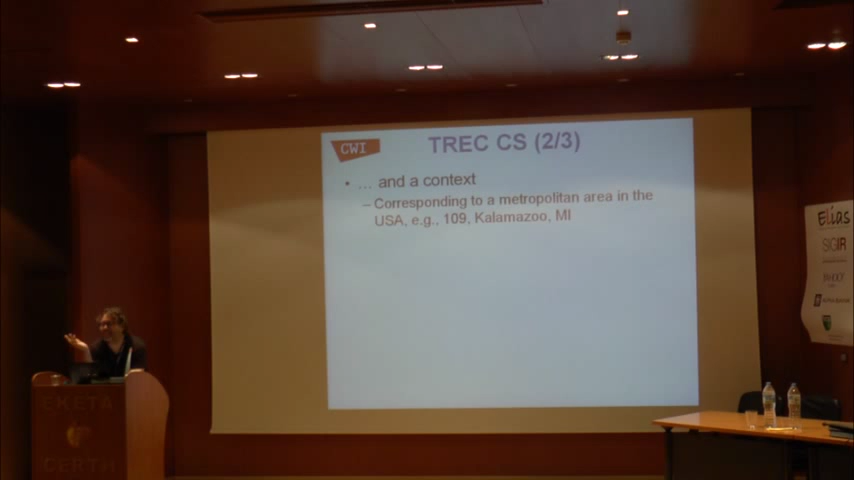 CWI
TREC CS (2/3)
• … and a context
– Corresponding to a metropolitan area in the
USA, e.g., 109, Kalamazoo, MI
Elias
SIGIR
YAHOO!
EKETA
CERTH